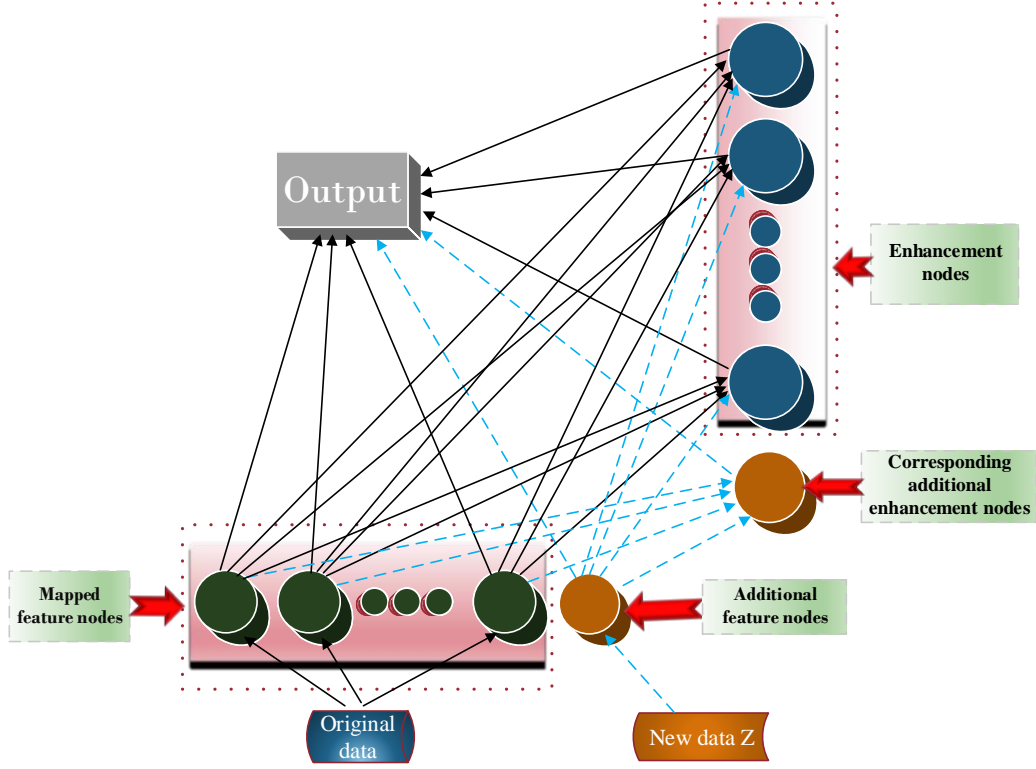 Output
Enhancement
nodes
Corresponding
additional
enhancement nodes
Mapped
feature nodes
Additional
feature nodes
Original
data
New data Z